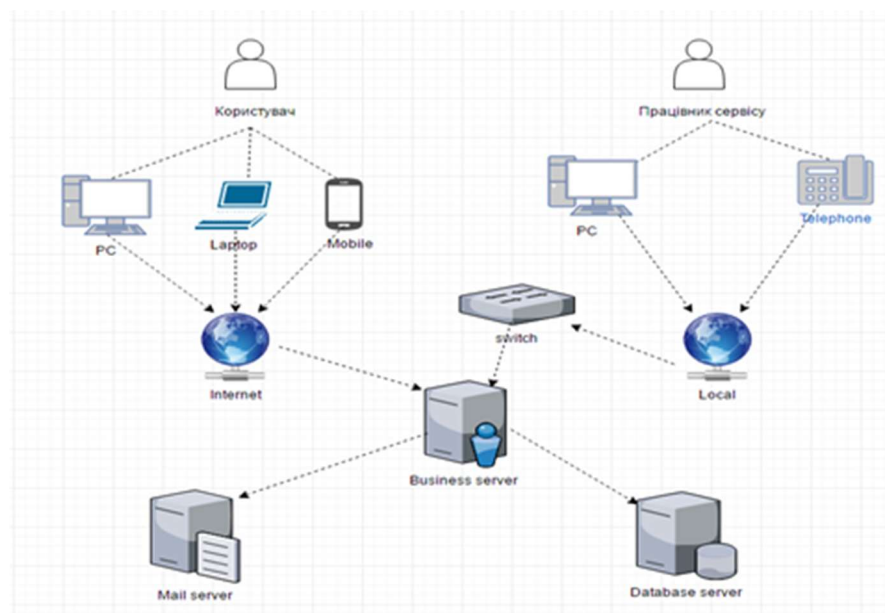 Користувач
Працівник сервісу
PC
Laptop
Mobile
PC
Telephone
switch
Internet
Local
Business server
Mail server
Database server